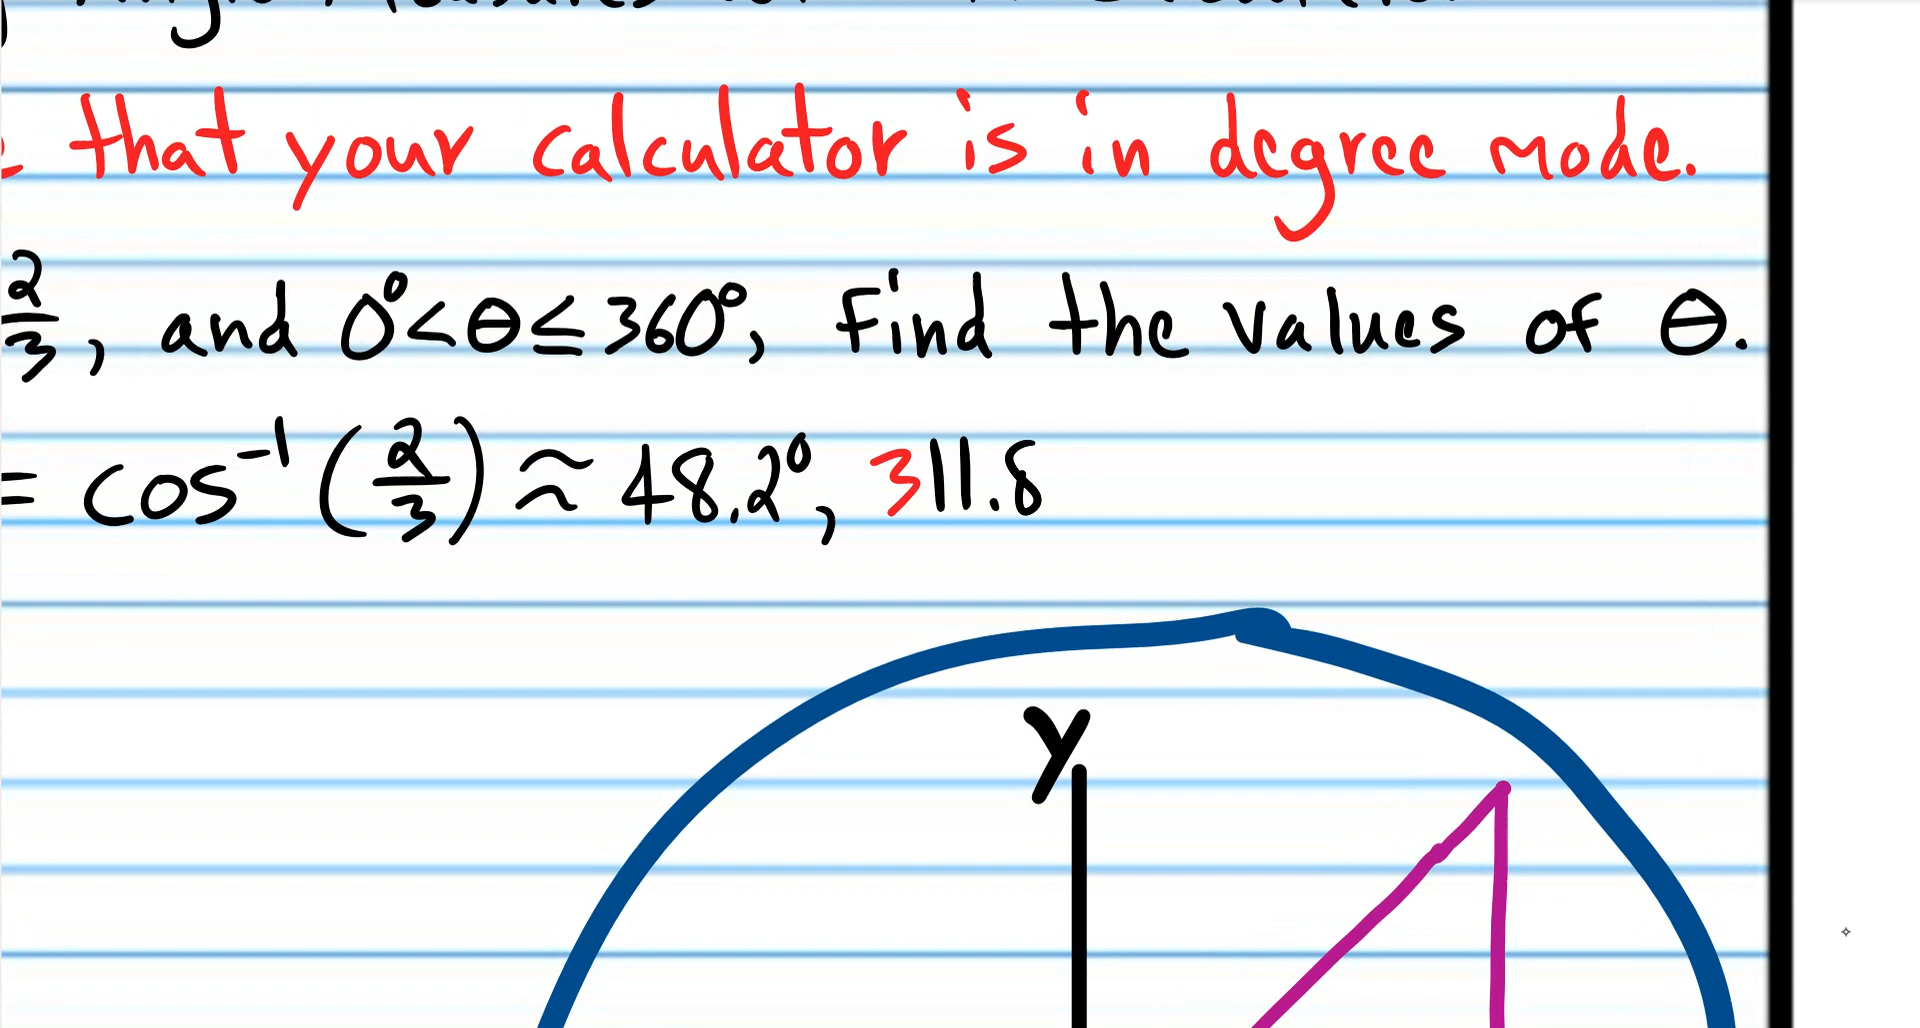 that your calculator is in degree mode.
2/3, and 0°<θ≤360°, Find the values of θ.
= cos⁻¹(2/3) ≈ 48.2°, 311.8
y